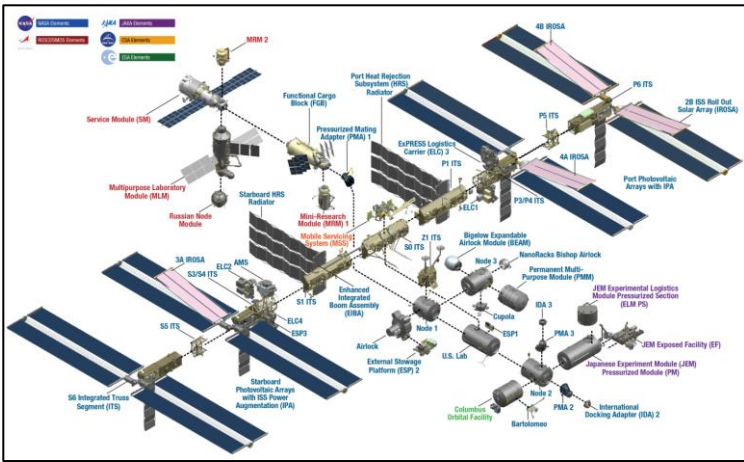 NASA
NASA Elements
JAXA
JAXA Elements
ROSCOSMOS Elements
CSA Elements
esa
ESA Elements
MRM 2
Service Module (SM)
Functional Cargo
Block (FGB)
Pressurized Mating
Adapter (PMA) 1
Port Heat Rejection
Subsystem (HRS)
Radiator
ExPRESS Logistics
Carrier (ELC) 3
4B IROSA
P6 ITS
P5 ITS
2B ISS Roll Out
Solar Array (IROSA)
4A IROSA
Port Photovoltaic
Arrays with IPA
P1 ITS
ELC1
P3/P4 ITS
Multipurpose Laboratory
Module (MLM)
Russian Node
Module
Starboard HRS
Radiator
Mini-Research
Module (MRM) 1
Mobile Servicing
System (MSS)
S0 ITS
Z1 ITS
Bigelow Expandable
Airlock Module (BEAM)
Node 3
NanoRacks Bishop Airlock
Permanent Multi-
Purpose Module (PMM)
JEM Experimental Logistics
Module Pressurized Section
(ELM PS)
3A IROSA
S3/S4 ITS
ELC2
AMS
S1 ITS
Enhanced
Integrated
Boom Assembly
(EIBA)
ELC4
ESP3
Node 1
Cupola
ESP1
IDA 3
PMA 3
JEM Exposed Facility (EF)
Airlock
U.S. Lab
Japanese Experiment Module (JEM)
Pressurized Module (PM)
S5 ITS
External Stowage
Platform (ESP) 2
Node 2
S6 Integrated Truss
Segment (ITS)
Starboard
Photovoltaic Arrays
with ISS Power
Augmentation (IPA)
Columbus
Orbital Facility
Bartolomeo
PMA 2
International
Docking Adapter (IDA) 2